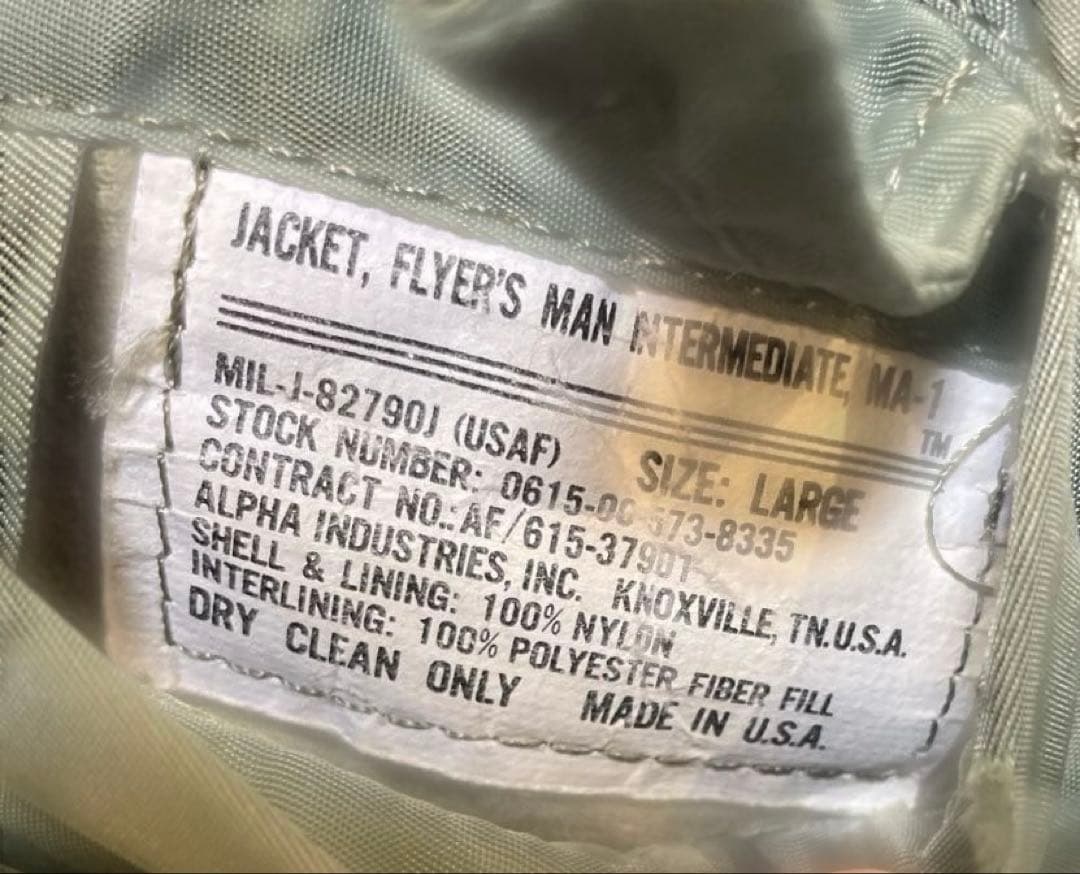 JACKET, FLYER'S MAN INTERMEDIATE, MA-1
TM
MIL-J-82790J (USAF) SIZE: LARGE
STOCK NUMBER: 0615-00 573-8335
CONTRACT NO.: AF/615-37901
ALPHA INDUSTRIES, INC. KNOXVILLE, TN.U.S.A.
SHELL & LINING: 100% NYLON
INTERLINING: 100% POLYESTER FIBER FILL
DRY CLEAN ONLY MADE IN U.S.A.